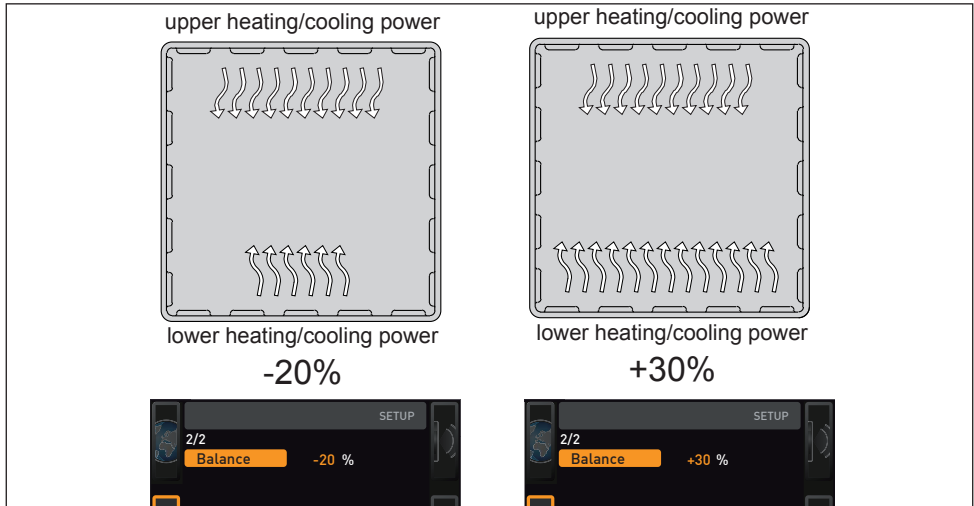 upper heating/cooling power
upper heating/cooling power
lower heating/cooling power
lower heating/cooling power
-20%
+30%
SETUP
2/2
Balance -20 %
SETUP
2/2
Balance +30 %